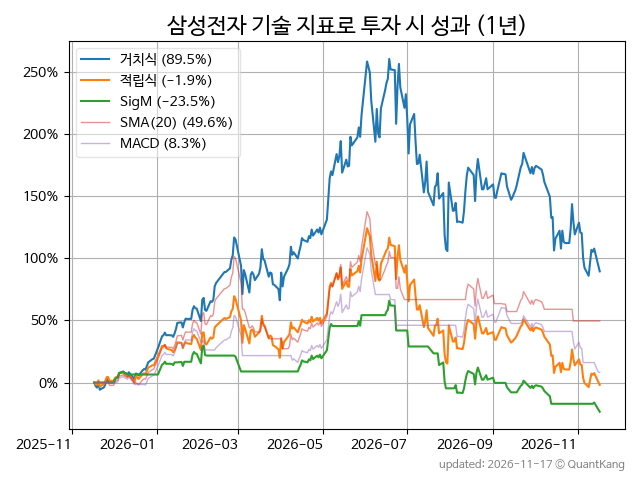 삼성전자 기술 지표로 투자 시 성과 (1년)
거치식 (89.5%)
적립식 (−1.9%)
SigM (−23.5%)
SMA(20) (49.6%)
MACD (8.3%)
250%
200%
150%
100%
50%
0%
2025−11 2026−01 2026−03 2026−05 2026−07 2026−09 2026−11
updated: 2026-11-17 © QuantKang